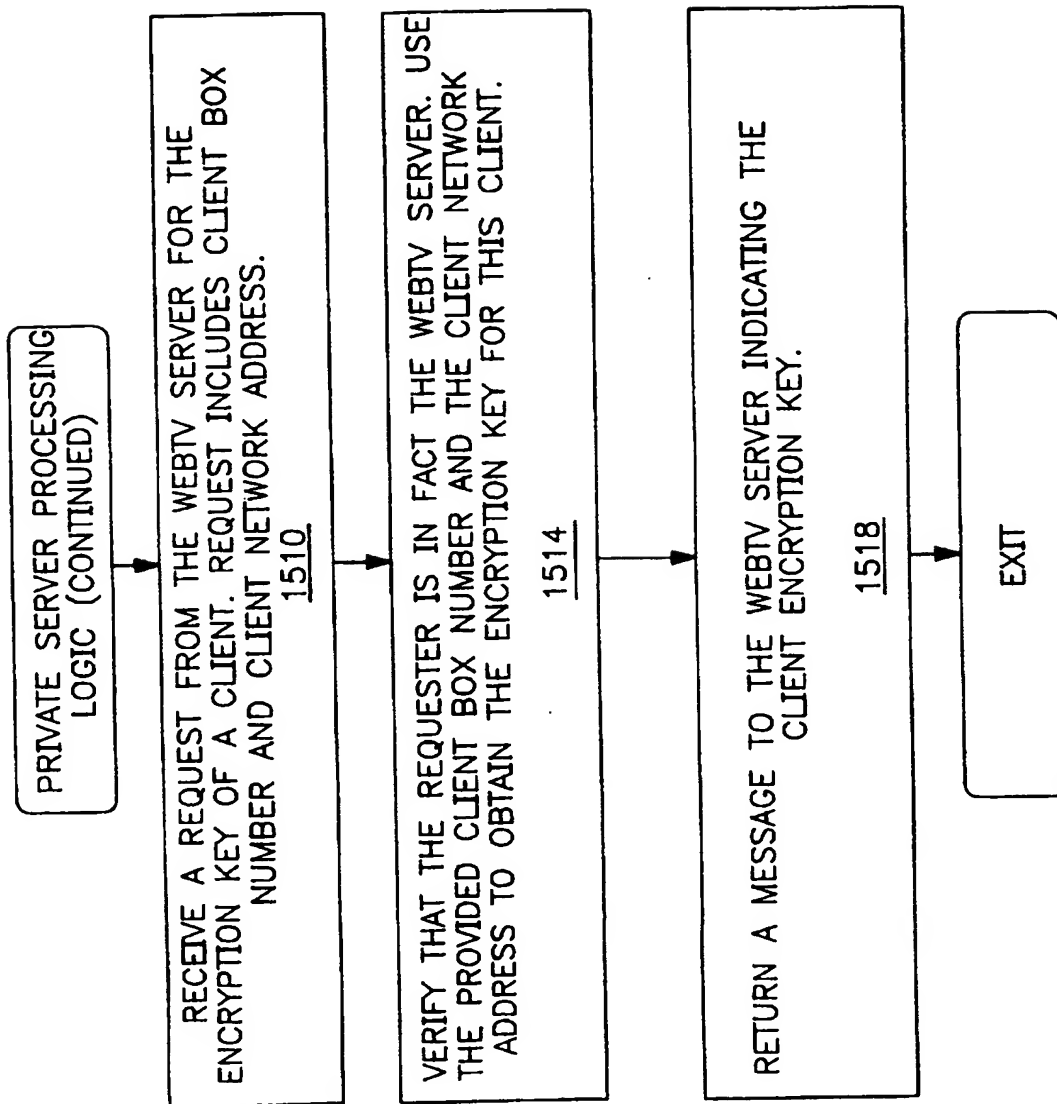 PRIVATE SERVER PROCESSING
LOGIC (CONTINUED)
RECEIVE A REQUEST FROM THE WEBTV SERVER FOR THE
ENCRYPTION KEY OF A CLIENT. REQUEST INCLUDES CLIENT BOX
NUMBER AND CLIENT NETWORK ADDRESS.
1510
VERIFY THAT THE REQUESTER IS IN FACT THE WEBTV SERVER. USE
THE PROVIDED CLIENT BOX NUMBER AND THE CLIENT NETWORK
ADDRESS TO OBTAIN THE ENCRYPTION KEY FOR THIS CLIENT.
1514
RETURN A MESSAGE TO THE WEBTV SERVER INDICATING THE
CLIENT ENCRYPTION KEY.
1518
EXIT